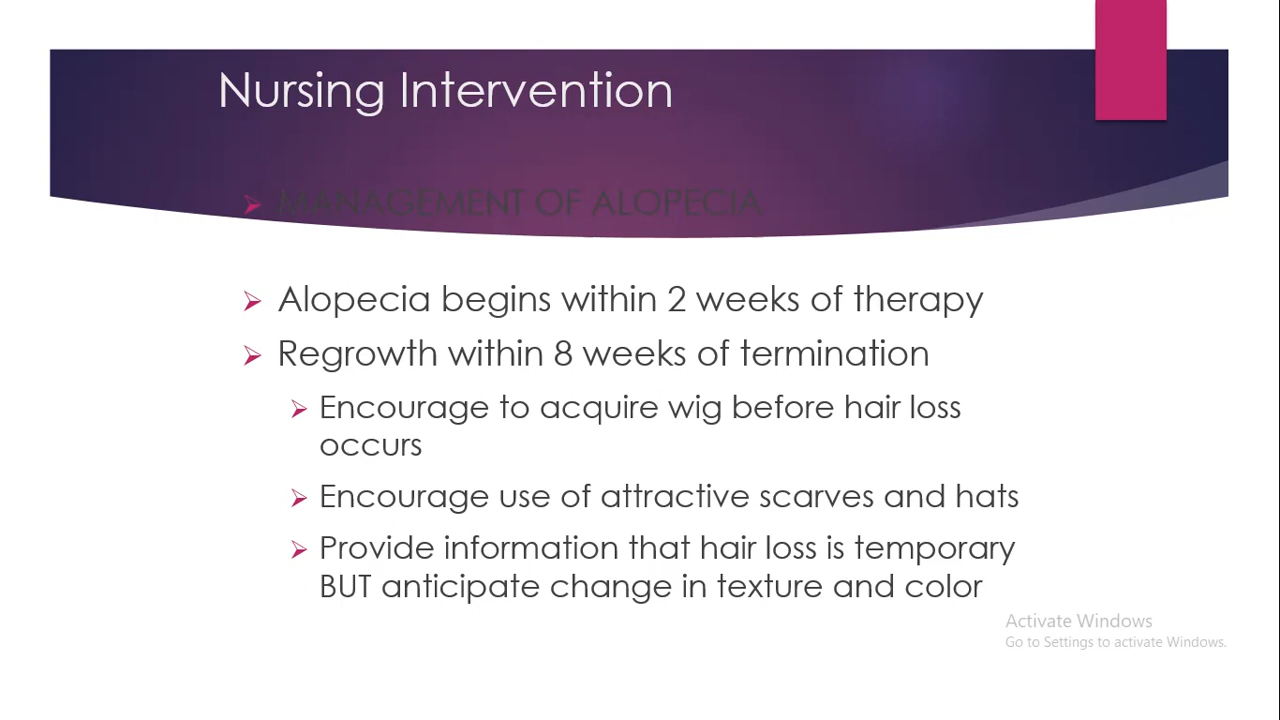 Nursing Intervention
MANAGEMENT OF ALOPECIA
Alopecia begins within 2 weeks of therapy
Regrowth within 8 weeks of termination
Encourage to acquire wig before hair loss
occurs
Encourage use of attractive scarves and hats
Provide information that hair loss is temporary
BUT anticipate change in texture and color
Activate Windows
Go to Settings to activate Windows.